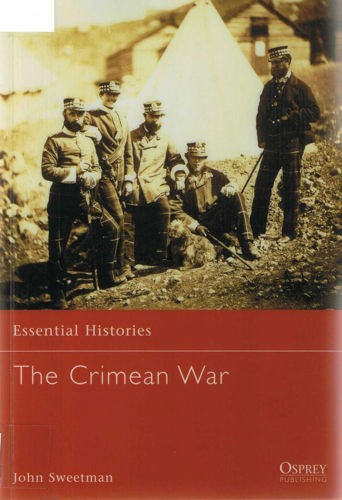 Essential Histories
The Crimean War
John Sweetman
OSPREY
PUBLISHING